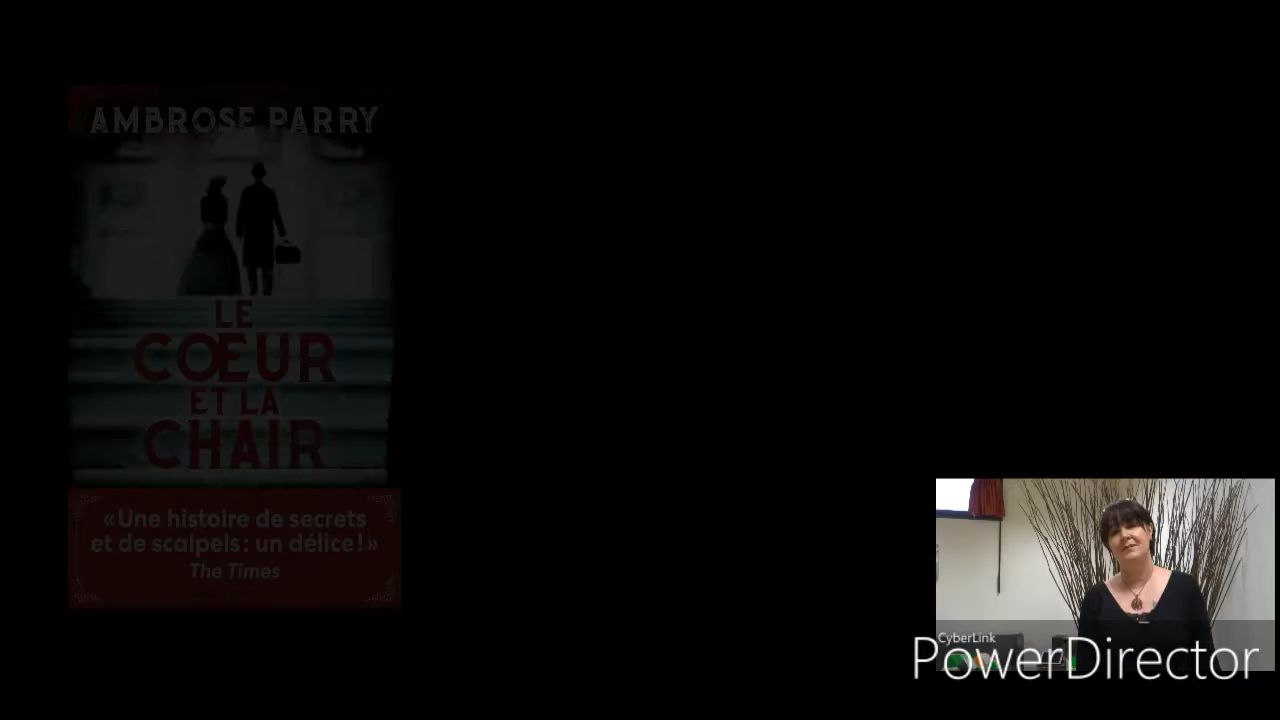 AMBROSE PARRY
LE
CŒUR
ET LA
CHAIR
«Une histoire de secrets
et de scalpels: un délice!»
The Times
CyberLink
PowerDirector